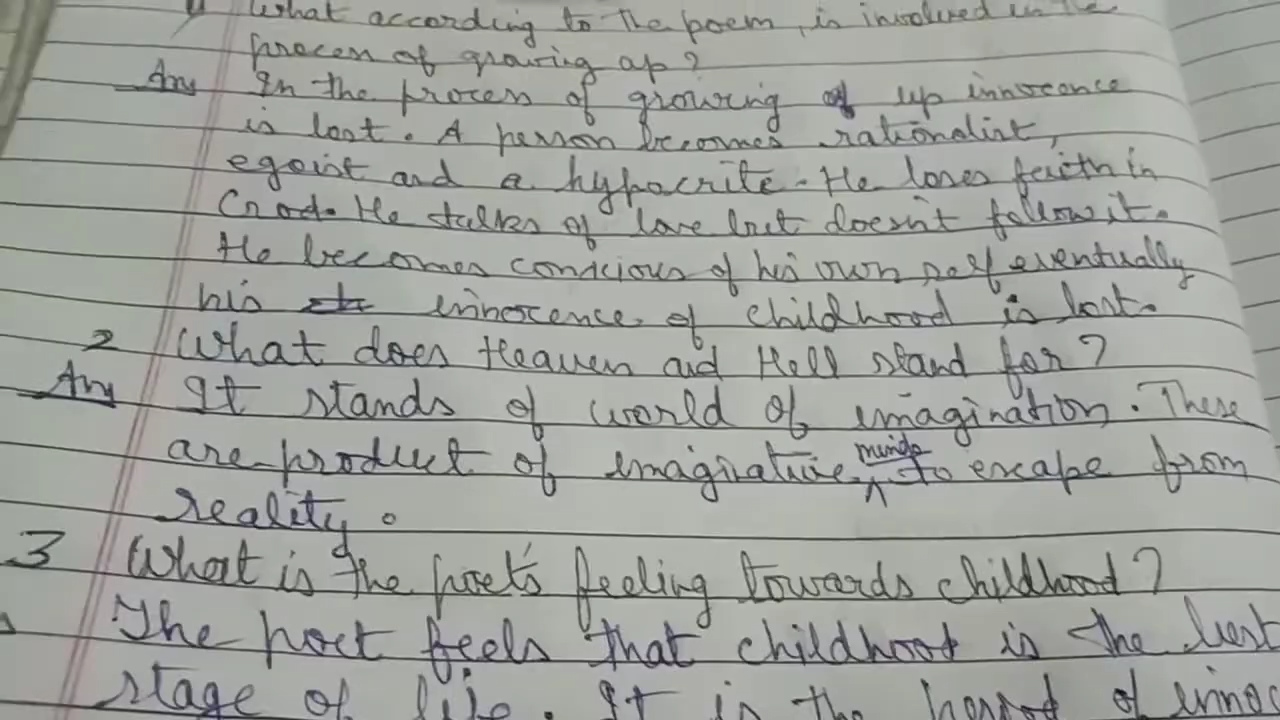 1 What according to the poem, is involved in the
process of growing up?
Ans In the process of growing of up innocence
is lost. A person becomes rationalist,
egoist and a hypocrite. He loses faith in
God. He talks of love but doesn't follow it.
He becomes concious of his own self eventually
his innocence of childhood is lost.
2 What does Heaven and Hell stand for?
Ans It stands of world of imagination. These
are product of imaginative minds to escape from
reality.
3 What is the poet's feeling towards childhood?
The poet feels that childhood is the best
stage of life. It is the period of innoc